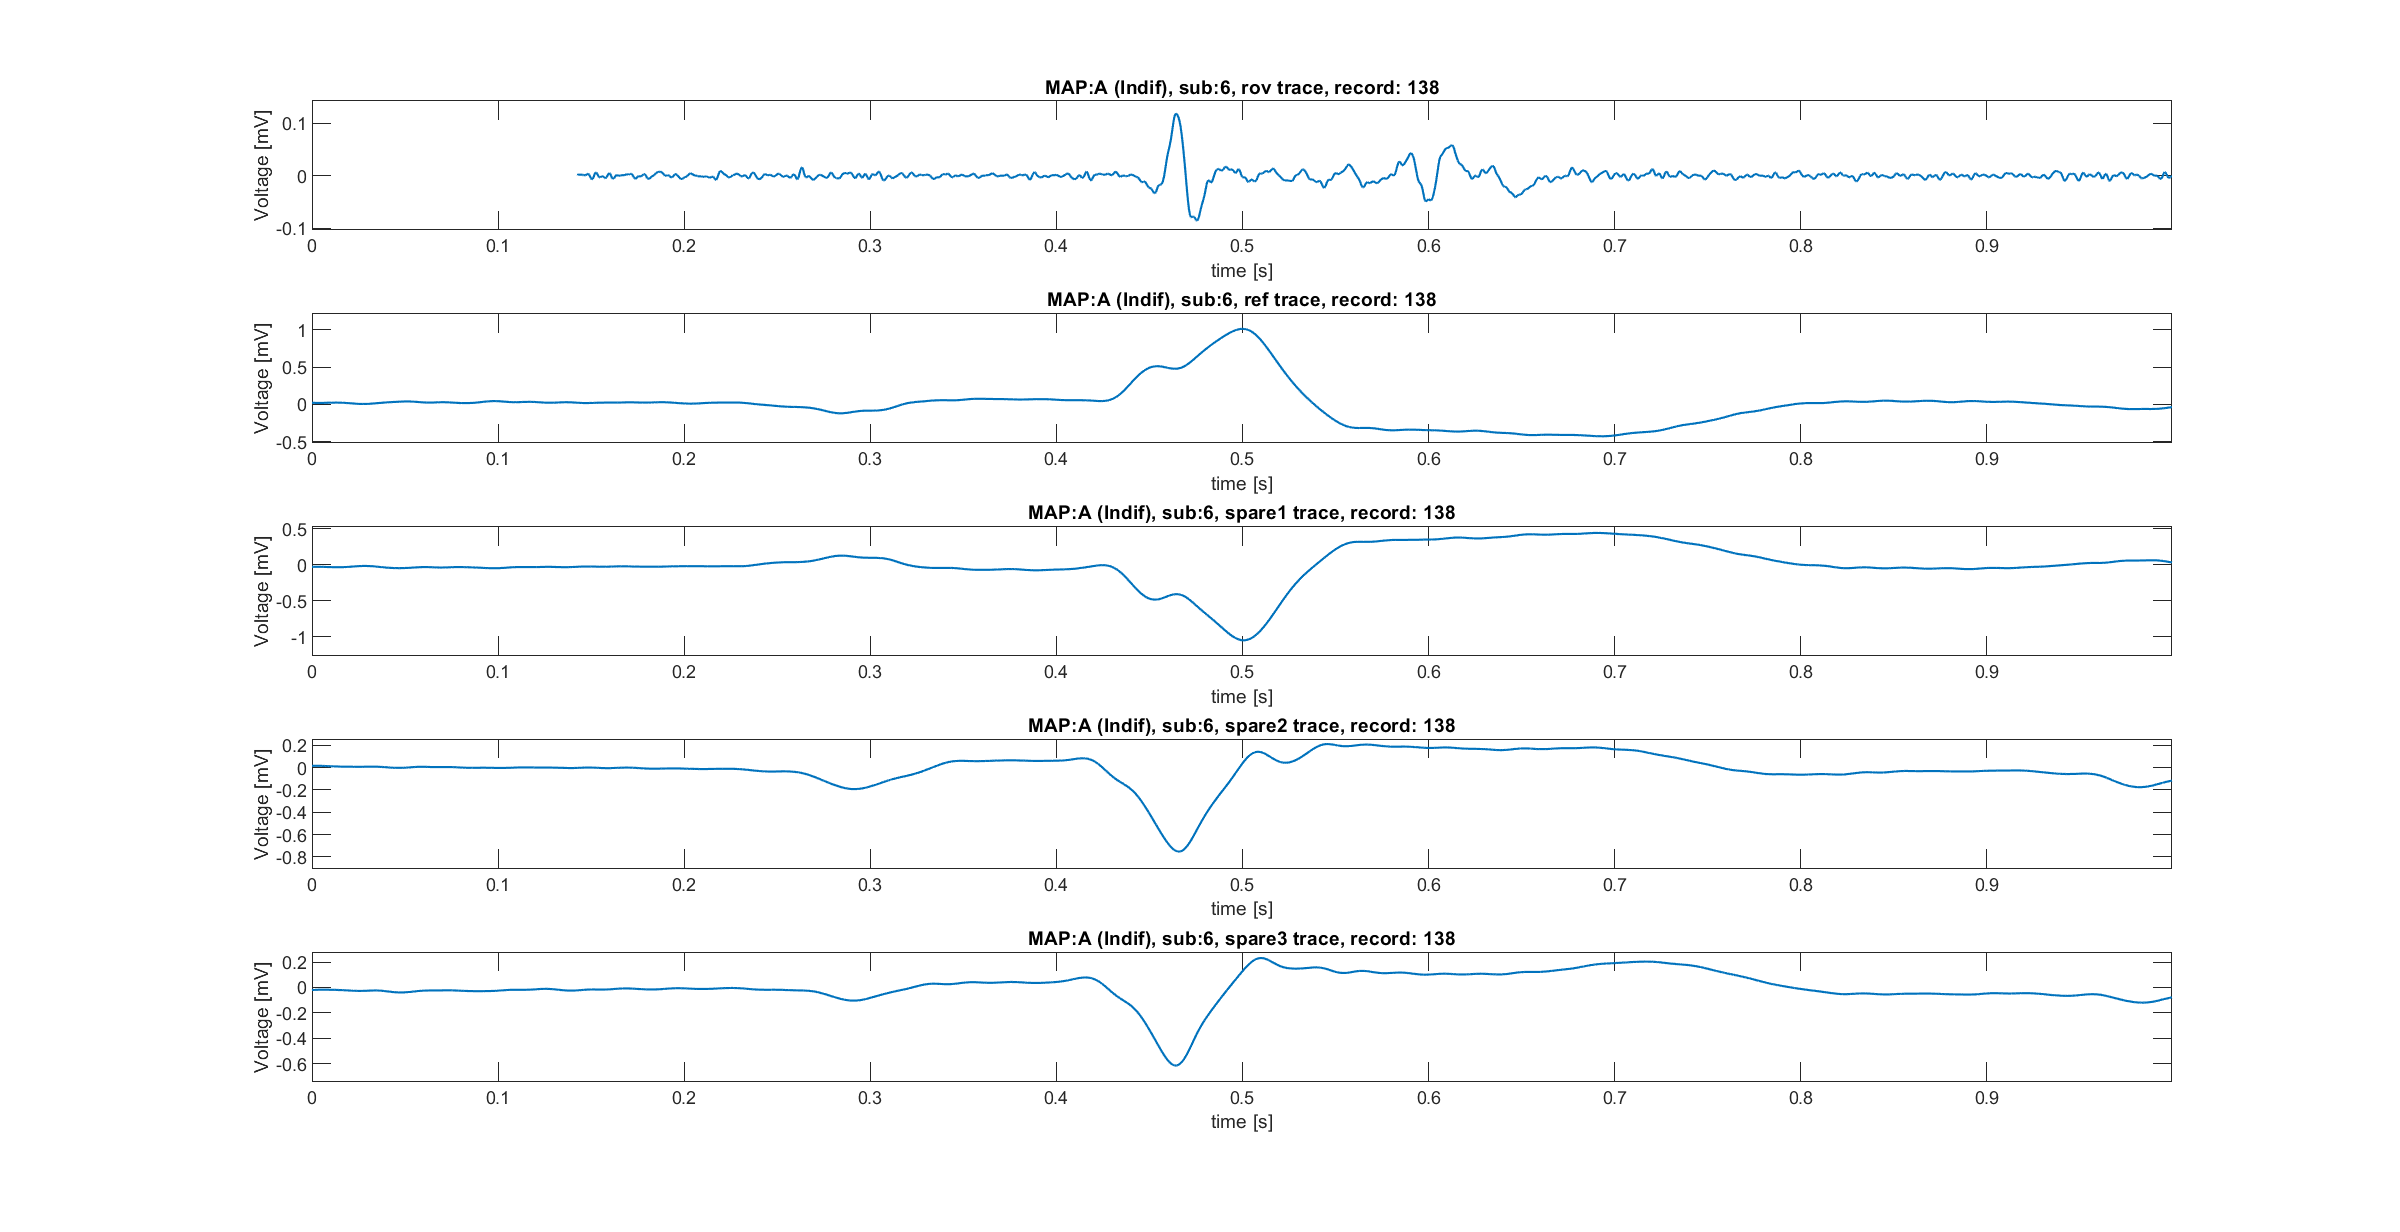 MAP:A (Indif), sub:6, rov trace, record: 138
Voltage [mV]
0.1
0
-0.1
0 0.1 0.2 0.3 0.4 0.5 0.6 0.7 0.8 0.9
time [s]
MAP:A (Indif), sub:6, ref trace, record: 138
Voltage [mV]
1
0.5
0
-0.5
0 0.1 0.2 0.3 0.4 0.5 0.6 0.7 0.8 0.9
time [s]
MAP:A (Indif), sub:6, spare1 trace, record: 138
Voltage [mV]
0.5
0
-0.5
-1
0 0.1 0.2 0.3 0.4 0.5 0.6 0.7 0.8 0.9
time [s]
MAP:A (Indif), sub:6, spare2 trace, record: 138
Voltage [mV]
0.2
0
-0.2
-0.4
-0.6
-0.8
0 0.1 0.2 0.3 0.4 0.5 0.6 0.7 0.8 0.9
time [s]
MAP:A (Indif), sub:6, spare3 trace, record: 138
Voltage [mV]
0.2
0
-0.2
-0.4
-0.6
0 0.1 0.2 0.3 0.4 0.5 0.6 0.7 0.8 0.9
time [s]